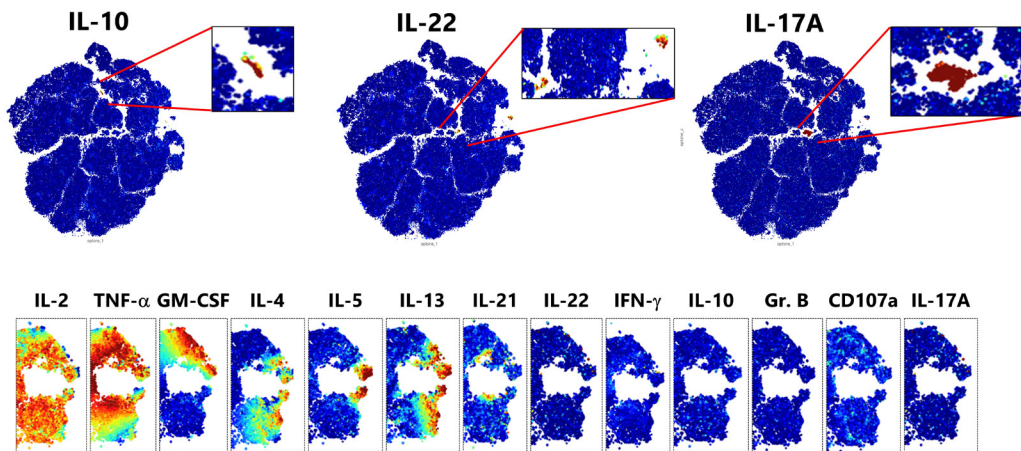 IL-10 IL-22 IL-17A
IL-2 TNF-α GM-CSF IL-4 IL-5 IL-13 IL-21 IL-22 IFN-γ IL-10 Gr. B CD107a IL-17A